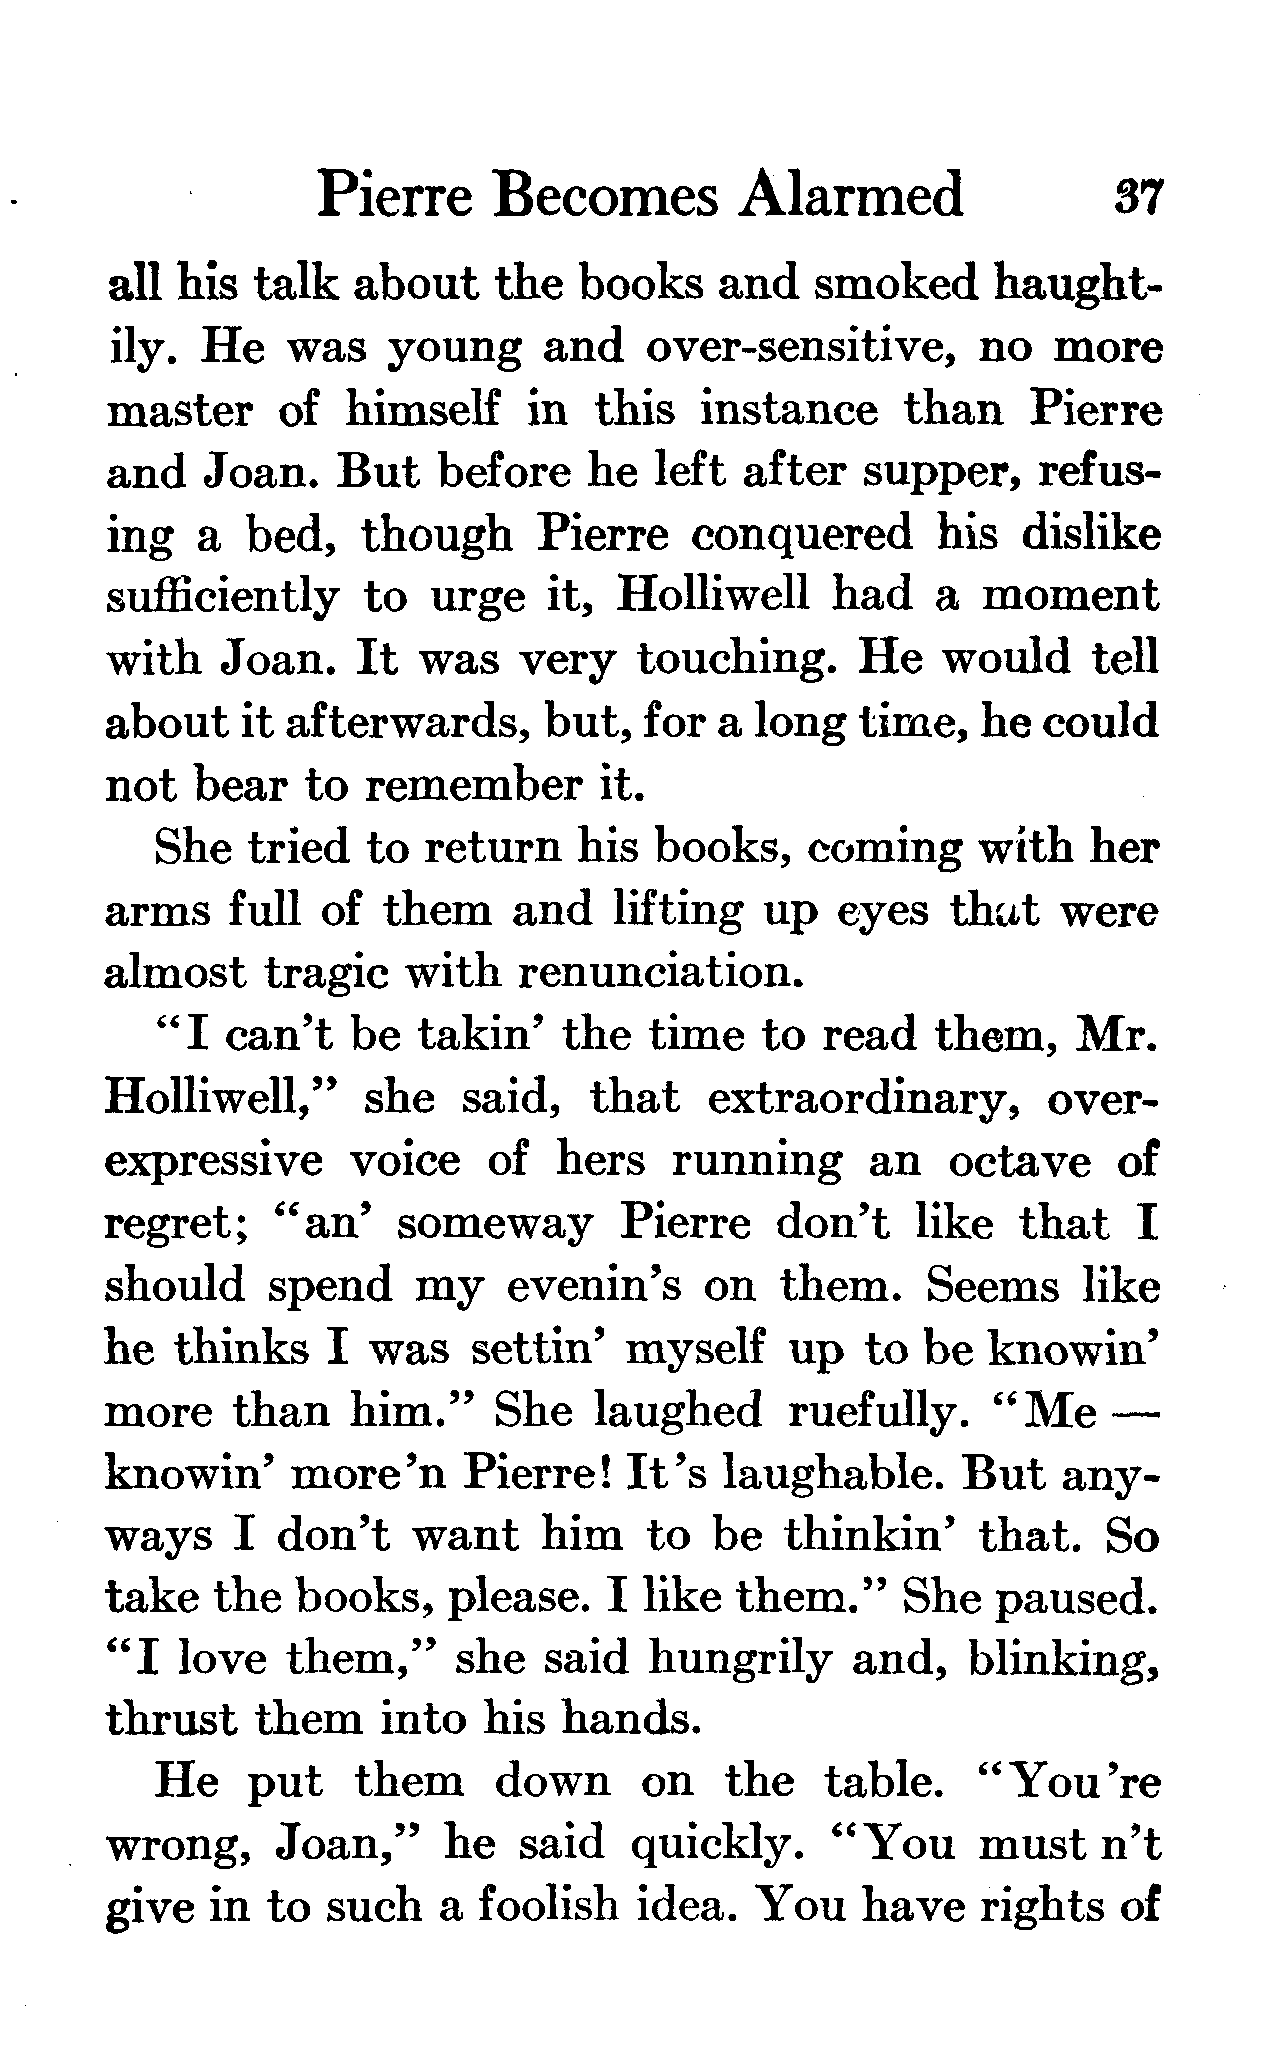 Pierre Becomes Alarmed 37
all his talk about the books and smoked haught-
ily. He was young and over-sensitive, no more
master of himself in this instance than Pierre
and Joan. But before he left after supper, refus-
ing a bed, though Pierre conquered his dislike
sufficiently to urge it, Holliwell had a moment
with Joan. It was very touching. He would tell
about it afterwards, but, for a long time, he could
not bear to remember it.
She tried to return his books, coming with her
arms full of them and lifting up eyes that were
almost tragic with renunciation.
"I can't be takin' the time to read them, Mr.
Holliwell," she said, that extraordinary, over-
expressive voice of hers running an octave of
regret; "an' someway Pierre don't like that I
should spend my evenin's on them. Seems like
he thinks I was settin' myself up to be knowin'
more than him." She laughed ruefully. "Me —
knowin' more'n Pierre! It's laughable. But any-
ways I don't want him to be thinkin' that. So
take the books, please. I like them." She paused.
"I love them," she said hungrily and, blinking,
thrust them into his hands.
He put them down on the table. "You're
wrong, Joan," he said quickly. "You must n't
give in to such a foolish idea. You have rights of